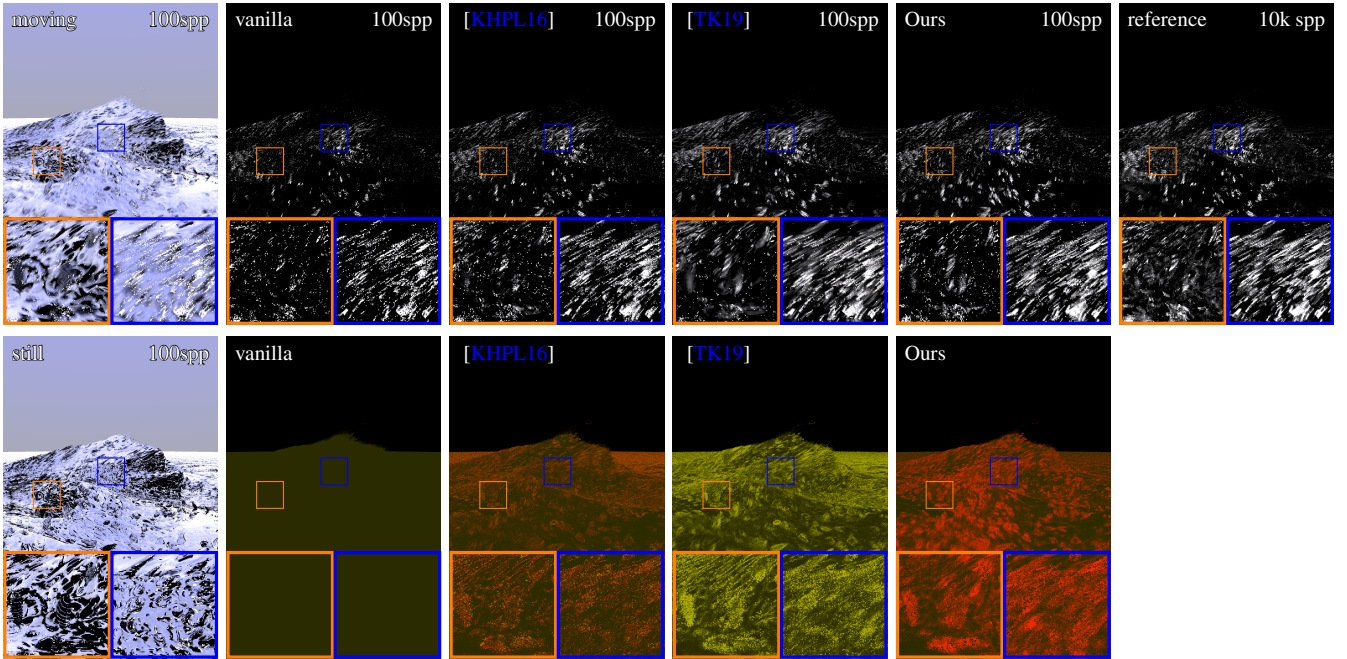 moving 100spp
vanilla 100spp
[KHPL16] 100spp
[TK19] 100spp
Ours 100spp
reference 10k spp
still 100spp
vanilla
[KHPL16]
[TK19]
Ours